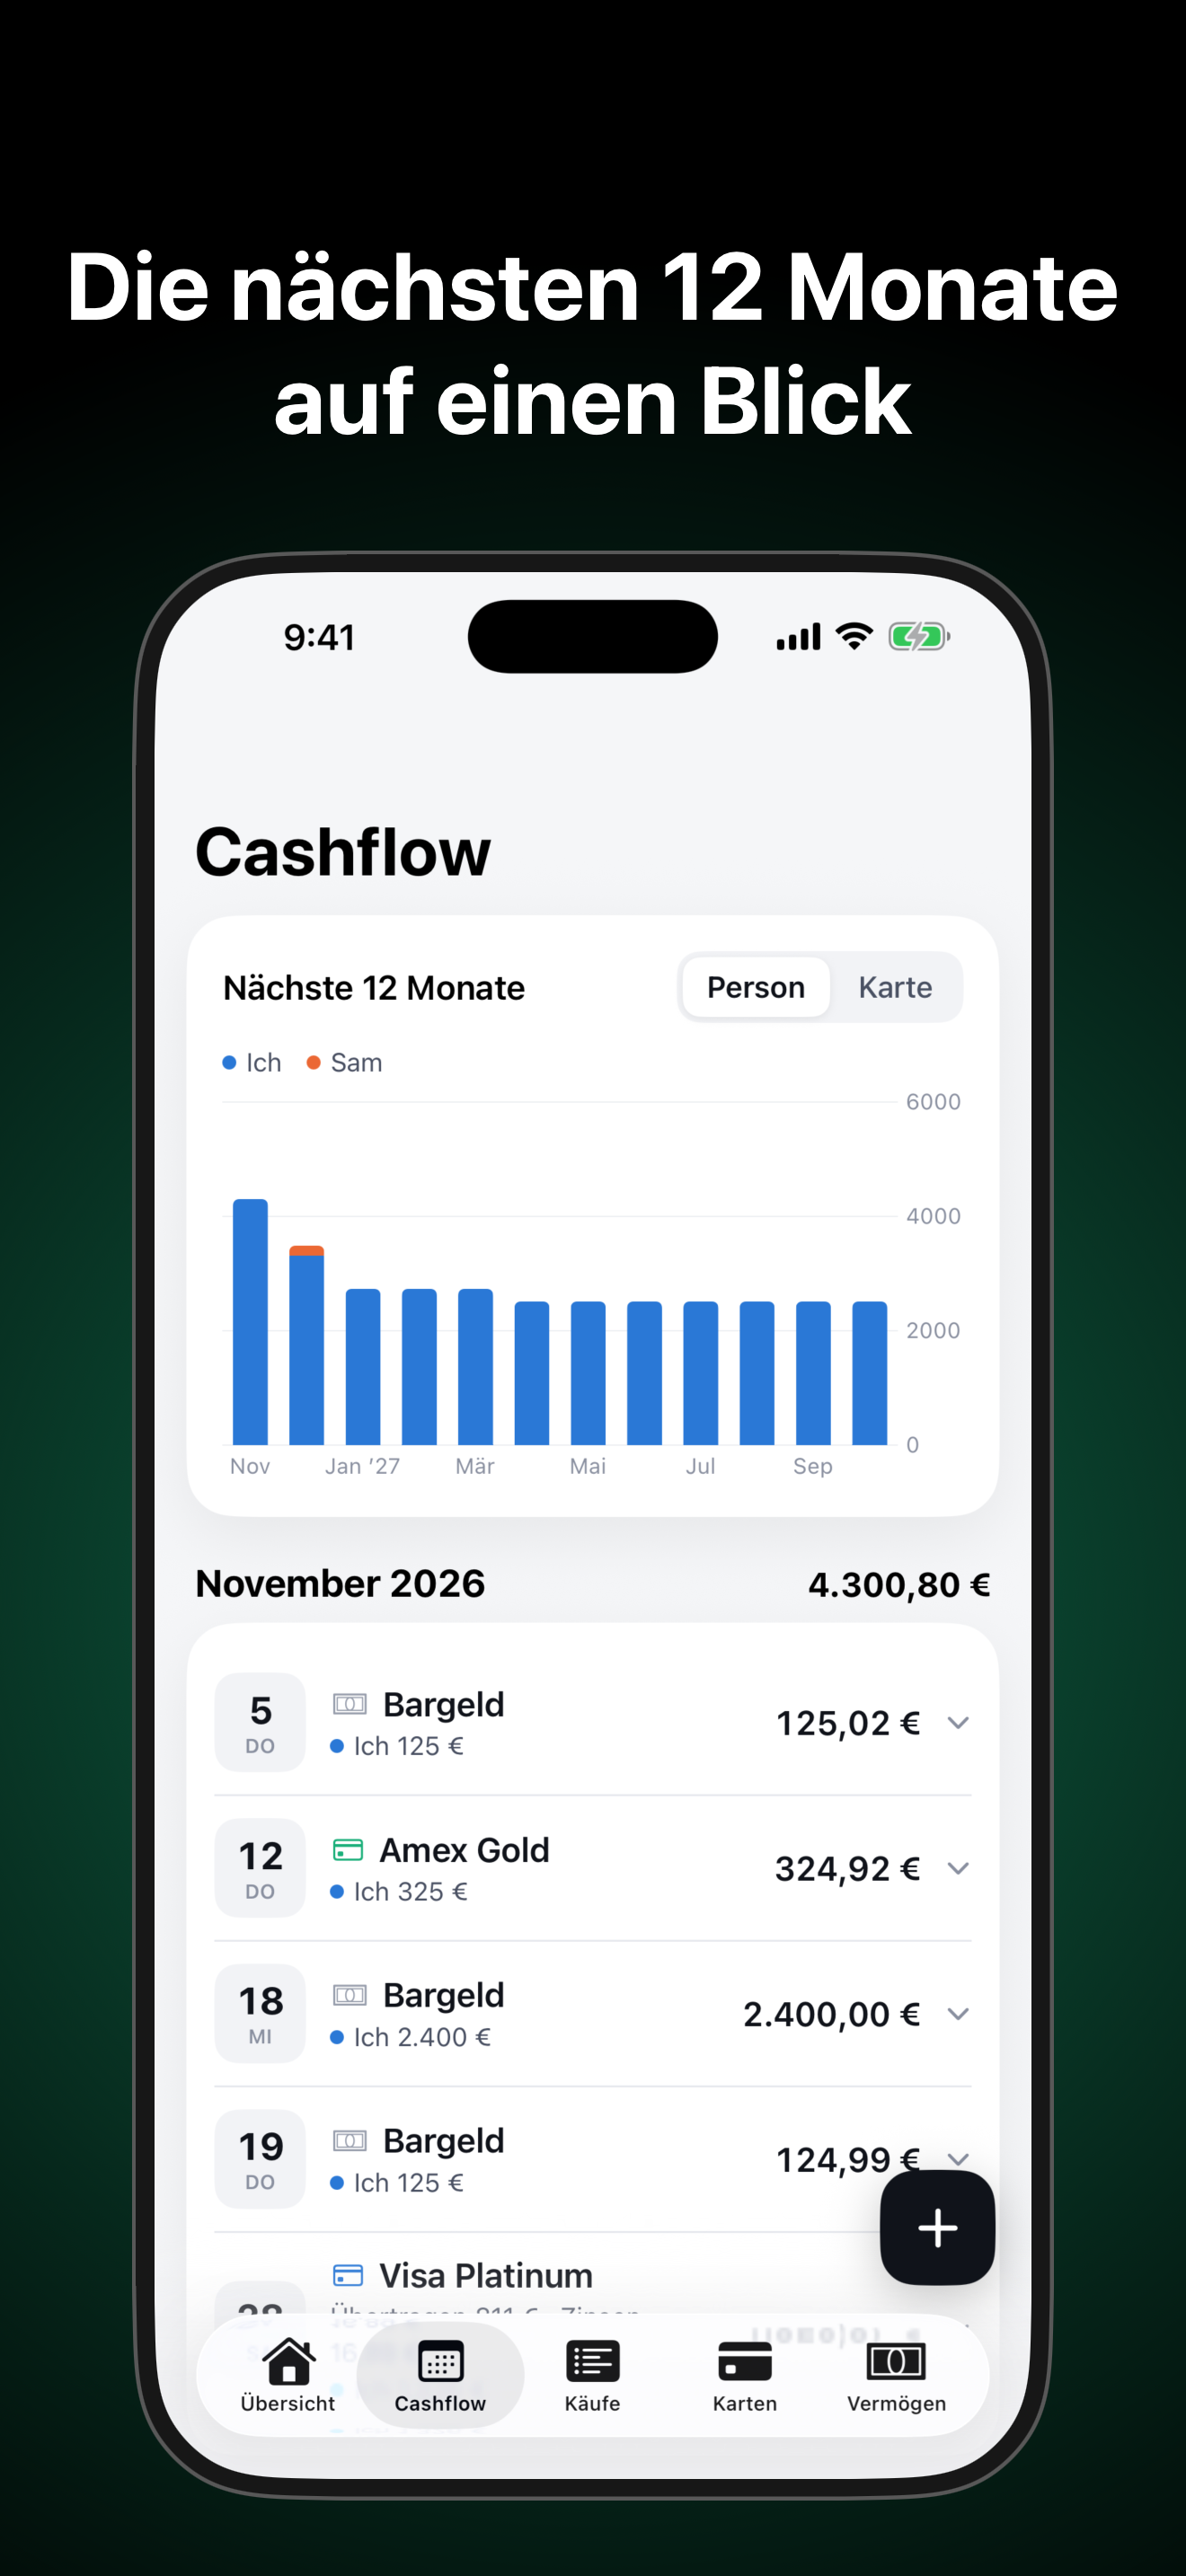 Die nächsten 12 Monate
auf einen Blick
9:41
Cashflow
Nächste 12 Monate
Person
Karte
Ich
Sam
6000
4000
2000
0
Nov
Jan ’27
Mär
Mai
Jul
Sep
November 2026
4.300,80 €
5
DO
Bargeld
Ich 125 €
125,02 €
12
DO
Amex Gold
Ich 325 €
324,92 €
18
MI
Bargeld
Ich 2.400 €
2.400,00 €
19
DO
Bargeld
Ich 125 €
124,99 €
Visa Platinum
Übersicht
Cashflow
Käufe
Karten
Vermögen